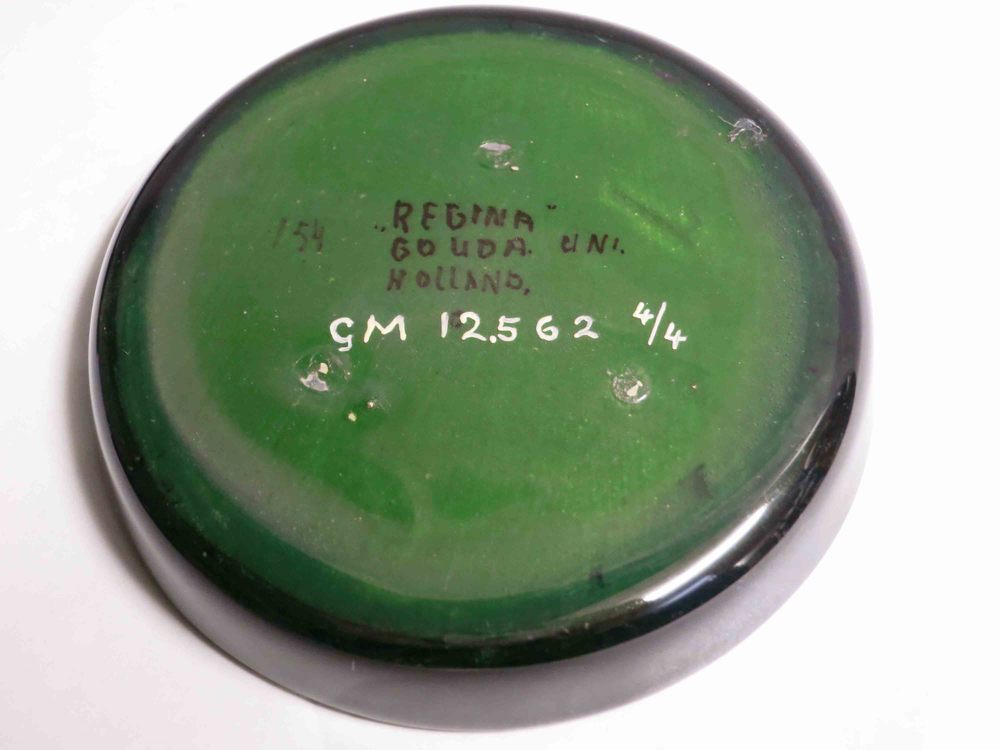 154 „REGINA"
GOUDA. UNI.
HOLLAND.
GM 12.562 4/4